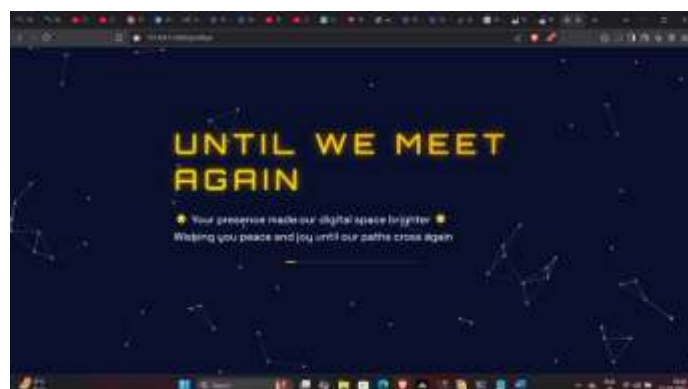 UNTIL WE MEET
AGAIN
Your presence made our digital space brighter
Wishing you peace and joy until our paths cross again
Search